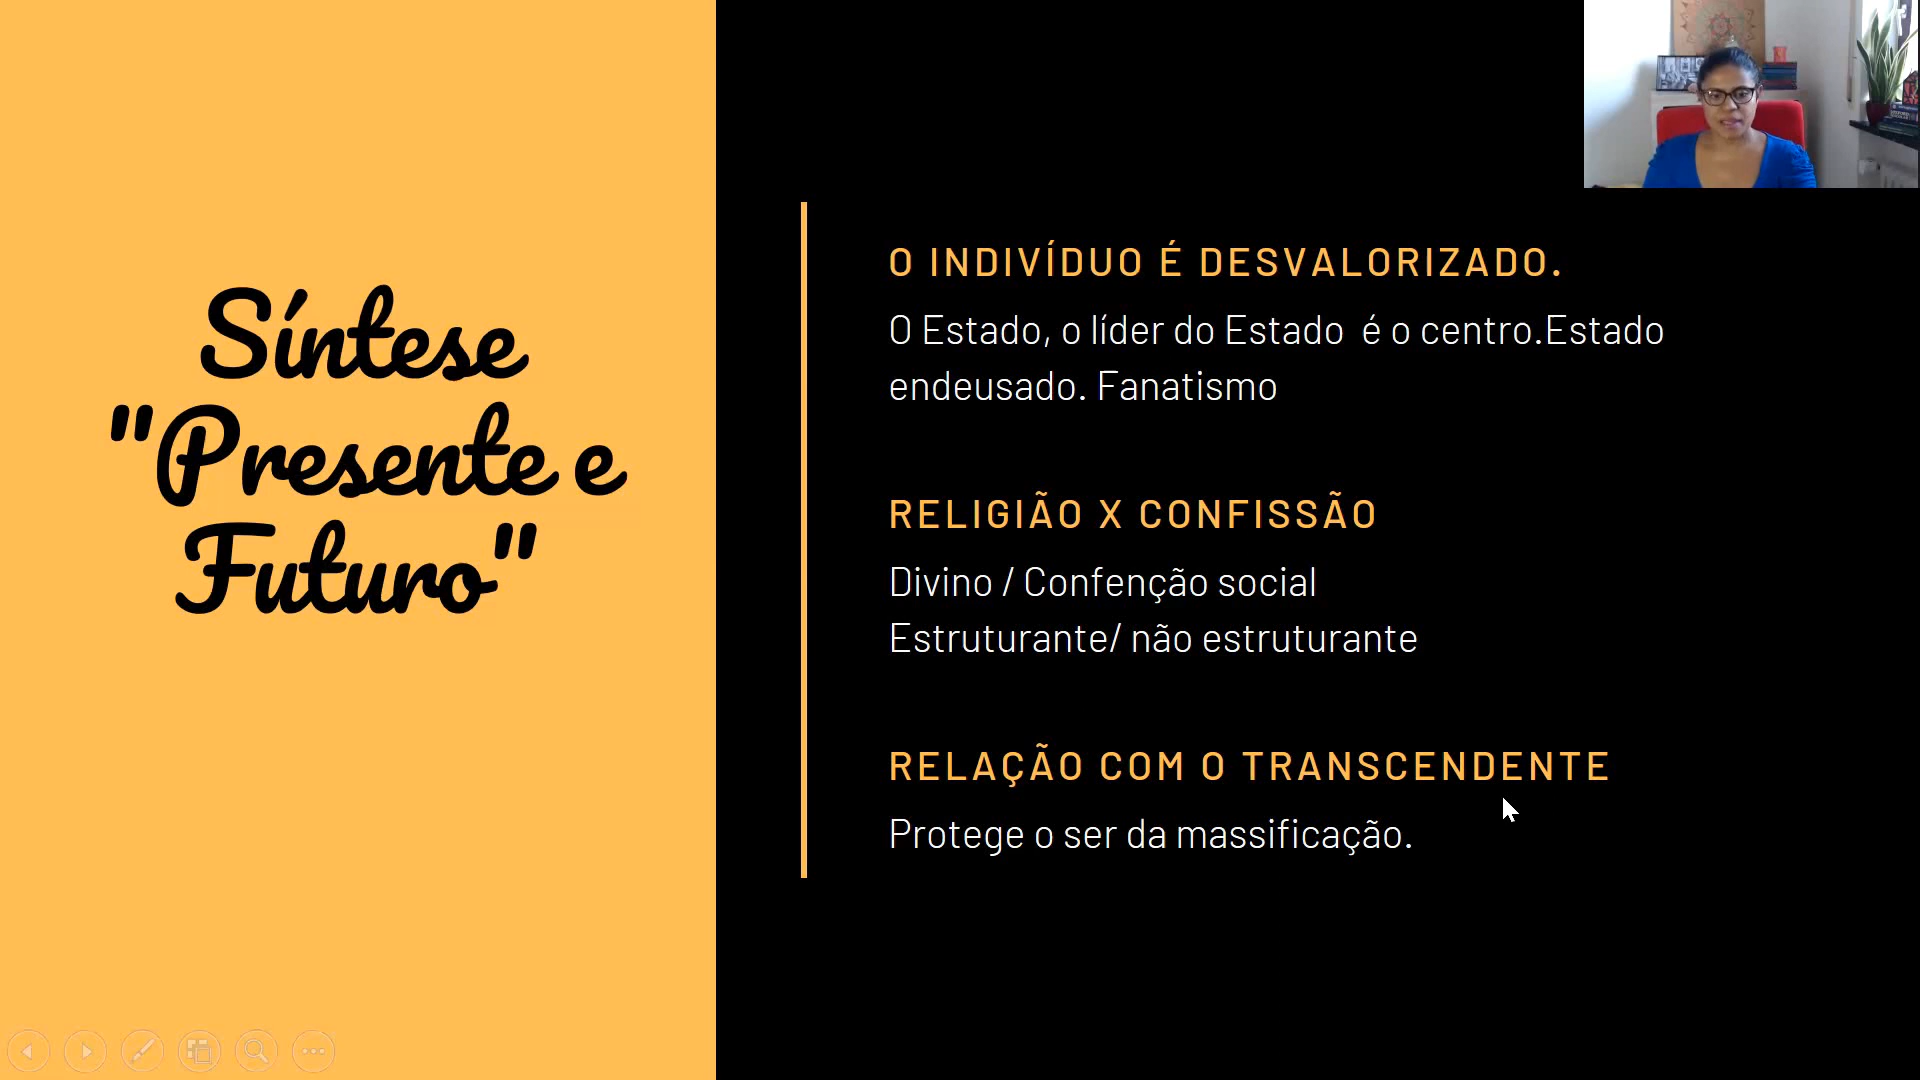 Síntese
"Presente e
Futuro"
O INDIVÍDUO É DESVALORIZADO.
O Estado, o líder do Estado  é o centro.Estado
endeusado. Fanatismo
RELIGIÃO X CONFISSÃO
Divino / Confenção social
Estruturante/ não estruturante
RELAÇÃO COM O TRANSCENDENTE
Protege o ser da massificação.